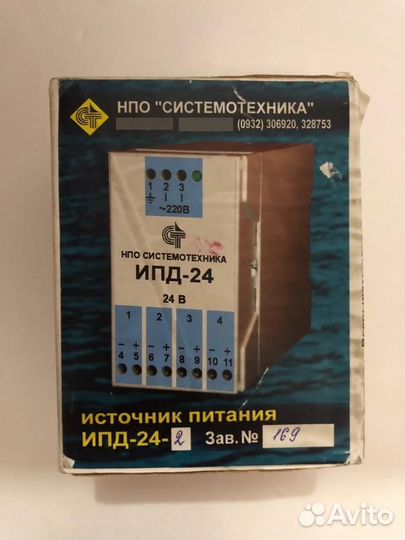 НПО "СИСТЕМОТЕХНИКА"
(0932) 306920, 328753
1 2 3
~220В
СТ
НПО СИСТЕМОТЕХНИКА
ИПД-24
24 В
1 2 3 4
- + - + - + - +
4 5 6 7 8 9 10 11
источник питания
ИПД-24-2 Зав.№ 169
Avito